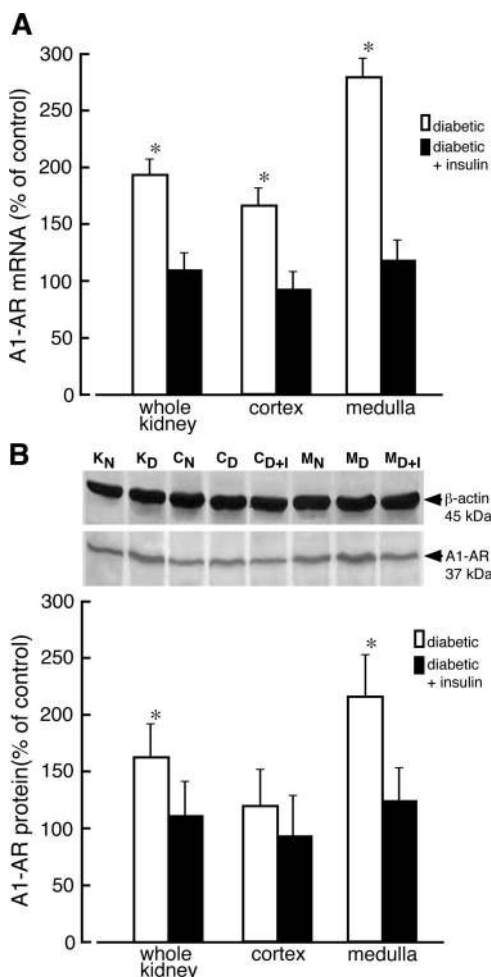 A
A1-AR mRNA (% of control)
300
250
200
150
100
50
0
*
*
*
diabetic
diabetic
+ insulin
whole
kidney
cortex
medulla
B
KN KD CN CD CD+I MN MD MD+I
β-actin
45 kDa
A1-AR
37 kDa
A1-AR protein(% of control)
300
250
200
150
100
50
0
*
*
diabetic
diabetic
+ insulin
whole
kidney
cortex
medulla